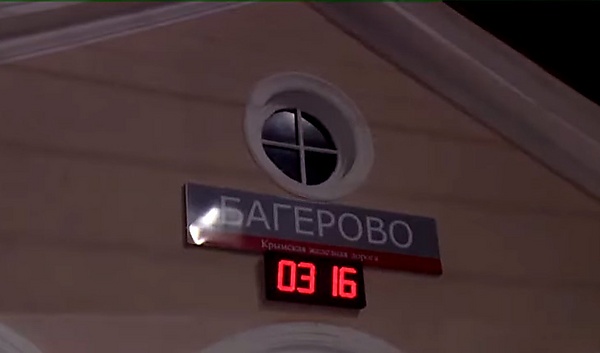 БАГЕРОВО
Крымская железная дорога
03 16